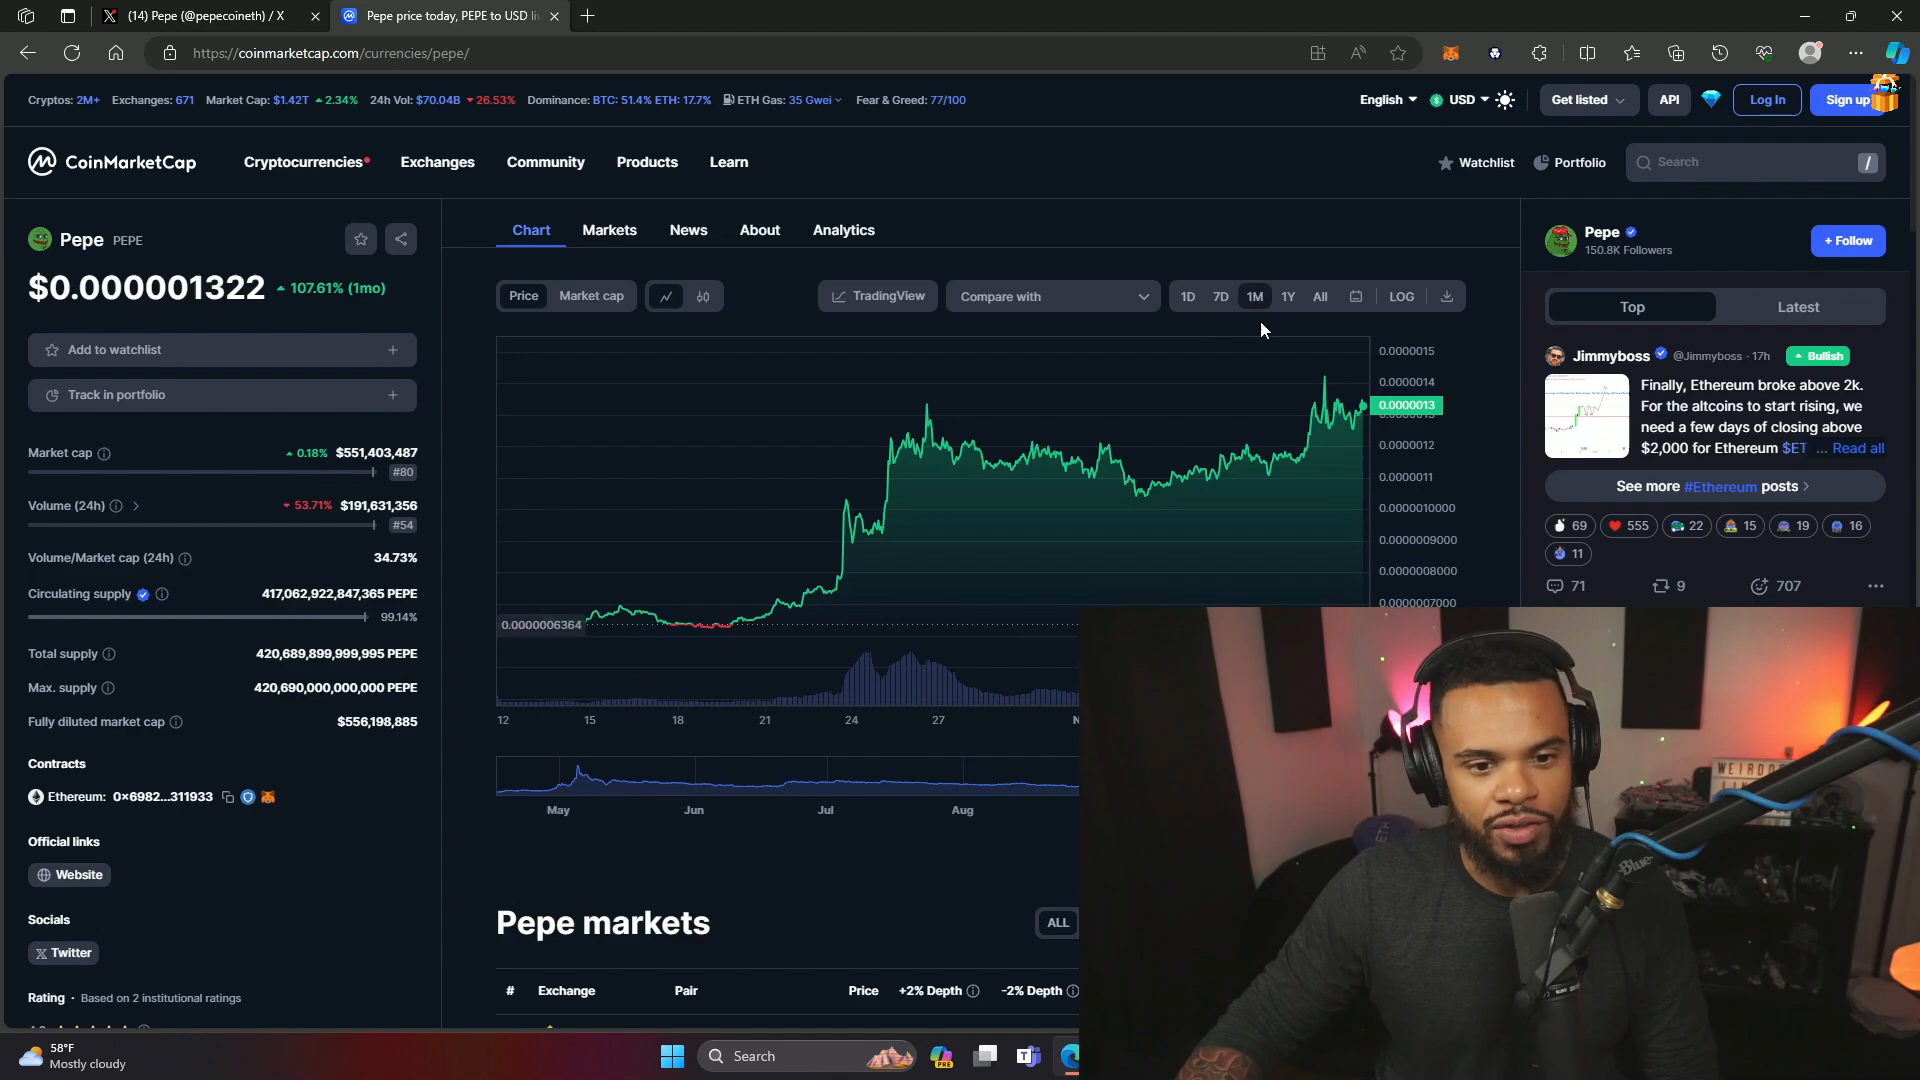 (14) Pepe (@pepecoineth) / X
Pepe price today, PEPE to USD li
https://coinmarketcap.com/currencies/pepe/
Cryptos: 2M+ Exchanges: 671 Market Cap: $1.42T 2.34% 24h Vol: $70.04B 26.53% Dominance: BTC: 51.4% ETH: 17.7% ETH Gas: 35 Gwei Fear & Greed: 77/100
English USD Get listed API Log In Sign up
CoinMarketCap
Cryptocurrencies Exchanges Community Products Learn
Watchlist Portfolio Search /
Pepe PEPE
$0.000001322 107.61% (1mo)
Add to watchlist +
Track in portfolio +
Market cap 0.18% $551,403,487
#80
Volume (24h) 53.71% $191,631,356
#54
Volume/Market cap (24h) 34.73%
Circulating supply 417,062,922,847,365 PEPE
99.14%
Total supply 420,689,899,999,995 PEPE
Max. supply 420,690,000,000,000 PEPE
Fully diluted market cap $556,198,885
Contracts
Ethereum: 0x6982...311933
Official links
Website
Socials
Twitter
Rating · Based on 2 institutional ratings
Chart Markets News About Analytics
Price Market cap TradingView Compare with 1D 7D 1M 1Y All LOG
0.0000015
0.0000014
0.0000013
0.0000012
0.0000011
0.0000010000
0.0000009000
0.0000008000
0.0000007000
0.0000006364
12 15 18 21 24 27
May Jun Jul Aug
Pepe markets
ALL
# Exchange Pair Price +2% Depth -2% Depth
Pepe
150.8K Followers
+ Follow
Top Latest
Jimmyboss @Jimmyboss · 17h Bullish
Finally, Ethereum broke above 2k.
For the altcoins to start rising, we
need a few days of closing above
$2,000 for Ethereum $ET ... Read all
See more #Ethereum posts
69 555 22 15 19 16
11
71 9 707
ETH
WEIRDO
Blue
58°F
Mostly cloudy
Search
PRE